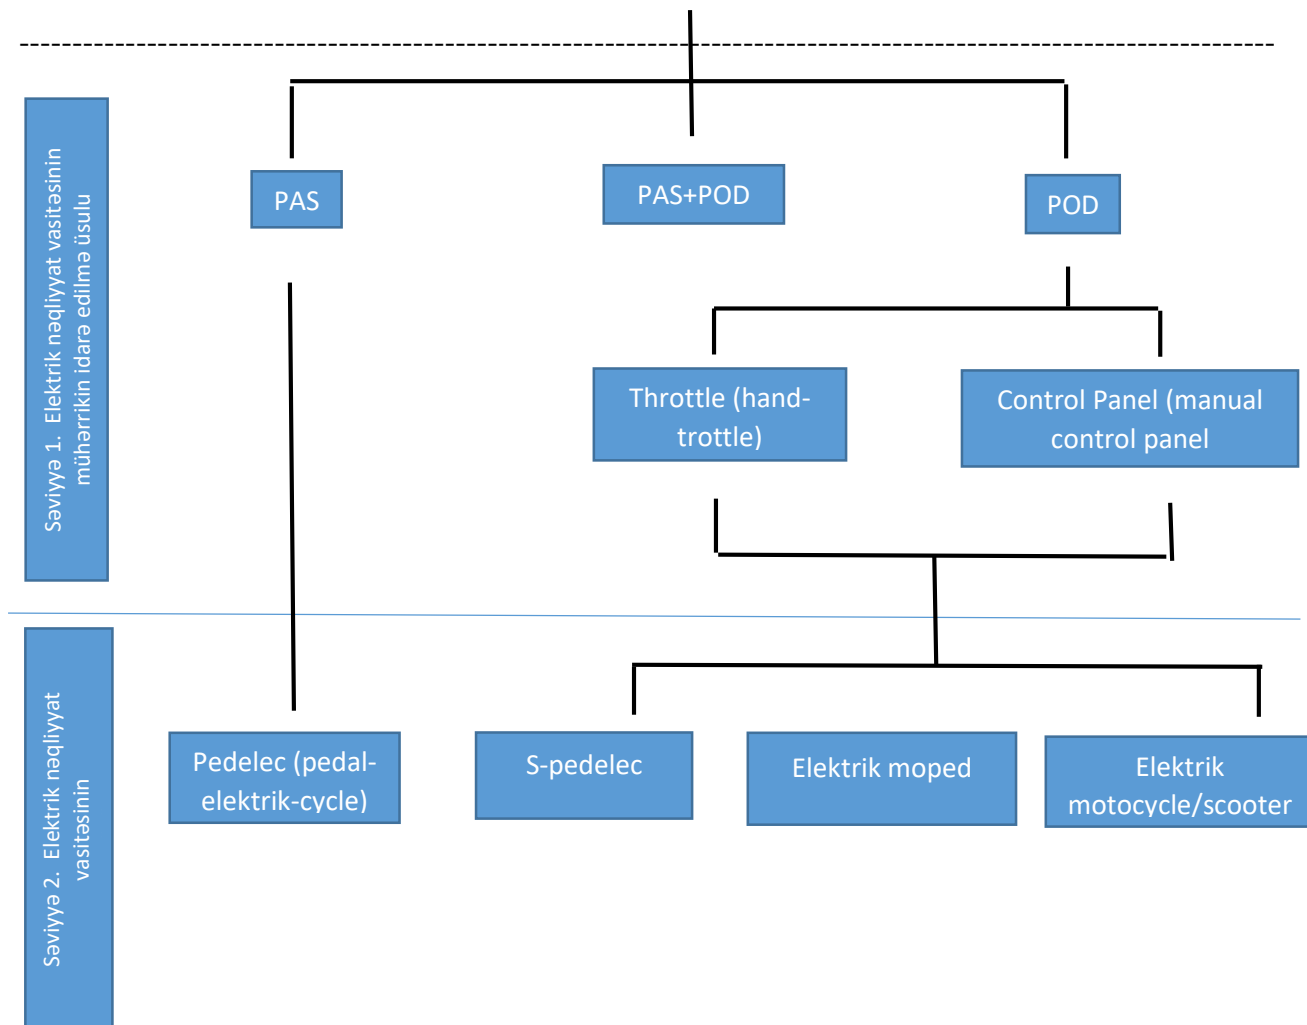 Səviyyə 1. Elektrik nəqliyyat vasitəsinin
mühərrikin idarə edilmə üsulu
PAS
PAS+POD
POD
Throttle (hand-
trottle)
Control Panel (manual
control panel
Səviyyə 2. Elektrik nəqliyyat
vasitəsinin
Pedelec (pedal-
elektrik-cycle)
S-pedelec
Elektrik moped
Elektrik
motocycle/scooter